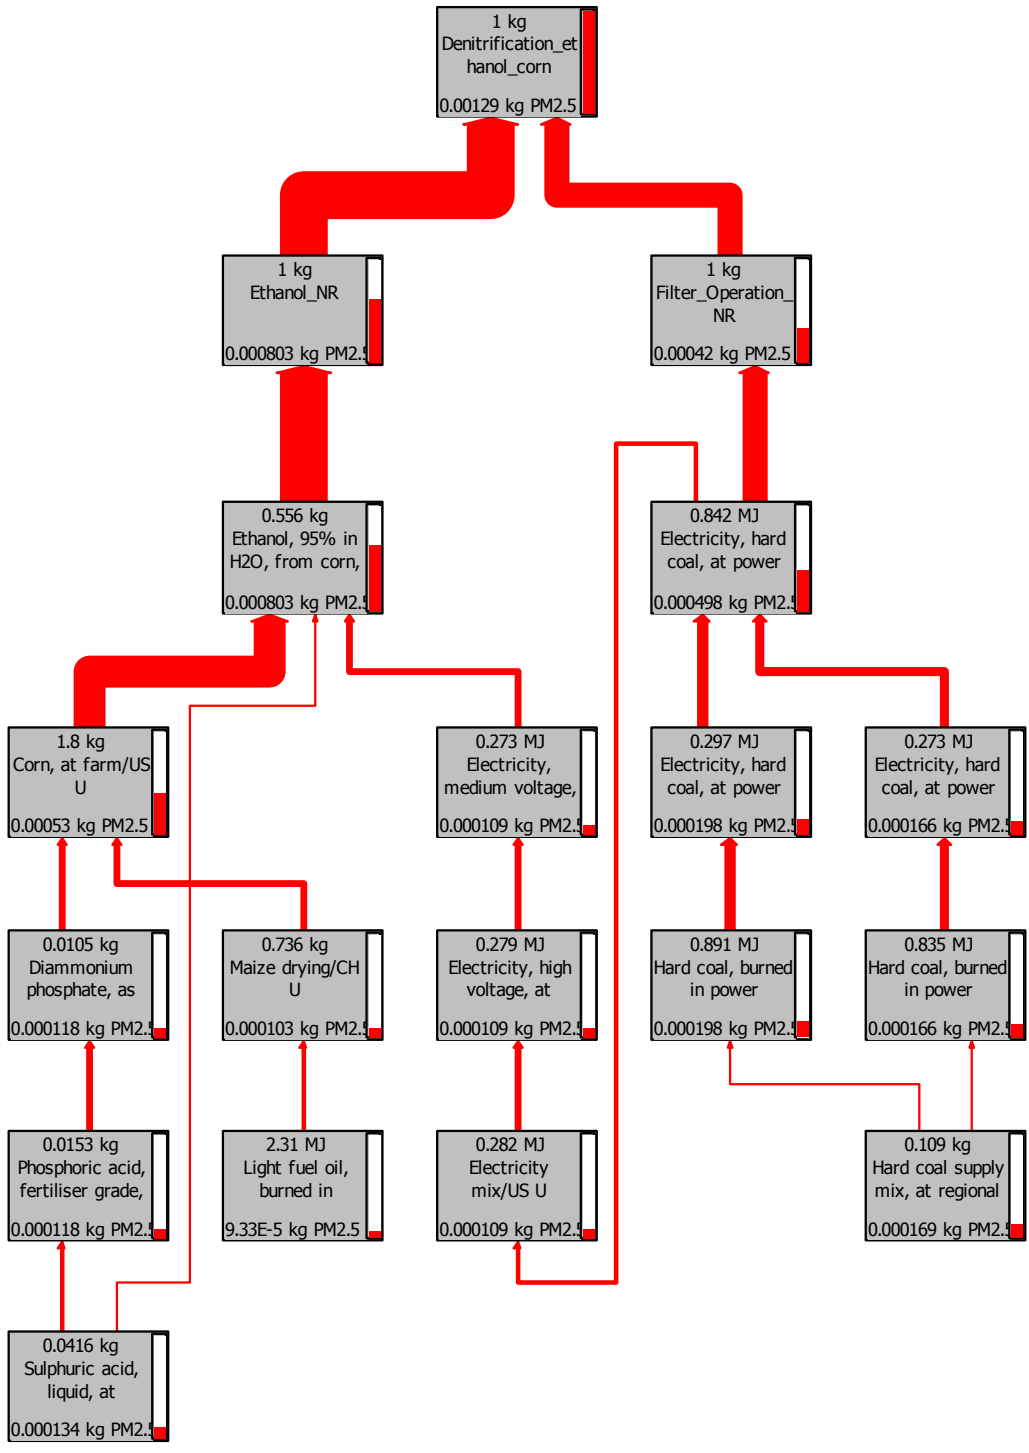 1 kg
Denitrification_et
hanol_corn
0.00129 kg PM2.5
1 kg
Ethanol_NR
0.000803 kg PM2.5
1 kg
Filter_Operation_
NR
0.00042 kg PM2.5
0.556 kg
Ethanol, 95% in
H2O, from corn,
0.000803 kg PM2.5
0.842 MJ
Electricity, hard
coal, at power
0.000498 kg PM2.5
1.8 kg
Corn, at farm/US
U
0.00053 kg PM2.5
0.273 MJ
Electricity,
medium voltage,
0.000109 kg PM2.5
0.297 MJ
Electricity, hard
coal, at power
0.000198 kg PM2.5
0.273 MJ
Electricity, hard
coal, at power
0.000166 kg PM2.5
0.0105 kg
Diammonium
phosphate, as
0.000118 kg PM2.5
0.736 kg
Maize drying/CH
U
0.000103 kg PM2.5
0.279 MJ
Electricity, high
voltage, at
0.000109 kg PM2.5
0.891 MJ
Hard coal, burned
in power
0.000198 kg PM2.5
0.835 MJ
Hard coal, burned
in power
0.000166 kg PM2.5
0.0153 kg
Phosphoric acid,
fertiliser grade,
0.000118 kg PM2.5
2.31 MJ
Light fuel oil,
burned in
9.33E-5 kg PM2.5
0.282 MJ
Electricity
mix/US U
0.000109 kg PM2.5
0.109 kg
Hard coal supply
mix, at regional
0.000169 kg PM2.5
0.0416 kg
Sulphuric acid,
liquid, at
0.000134 kg PM2.5